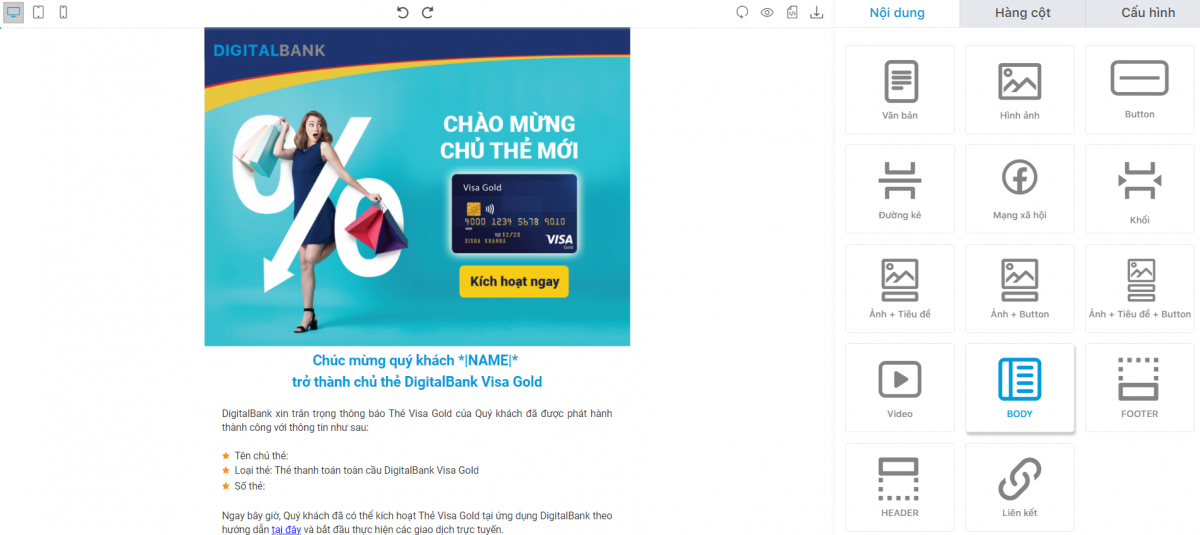 Nội dung
Hàng cột
Cấu hình
DIGITALBANK
CHÀO MỪNG
CHỦ THẺ MỚI
Visa Gold
4000 1234 5678 9010
12/20
VISA
Gold
Kích hoạt ngay
Chúc mừng quý khách *|NAME|*
trở thành chủ thẻ DigitalBank Visa Gold
DigitalBank xin trân trọng thông báo Thẻ Visa Gold của Quý khách đã được phát hành
thành công với thông tin như sau:
Tên chủ thẻ:
Loại thẻ: Thẻ thanh toán toàn cầu DigitalBank Visa Gold
Số thẻ:
Ngay bây giờ, Quý khách đã có thể kích hoạt Thẻ Visa Gold tại ứng dụng DigitalBank theo
hướng dẫn tại đây và bắt đầu thực hiện các giao dịch trực tuyến.
Văn bản
Hình ảnh
Button
Đường kẻ
Mạng xã hội
Khối
Ảnh + Tiêu đề
Ảnh + Button
Ảnh + Tiêu đề + Button
Video
BODY
FOOTER
HEADER
Liên kết